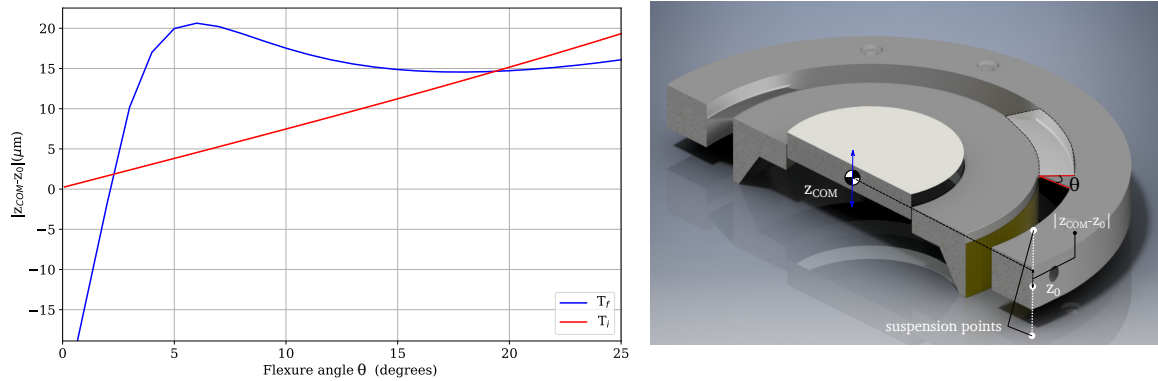 20
15
10
5
0
−5
−10
−15
|z_COM-z_0|(μm)
0 5 10 15 20 25
Flexure angle θ (degrees)
T_f
T_i
z_COM
θ
|z_COM-z_0|
z_0
suspension points